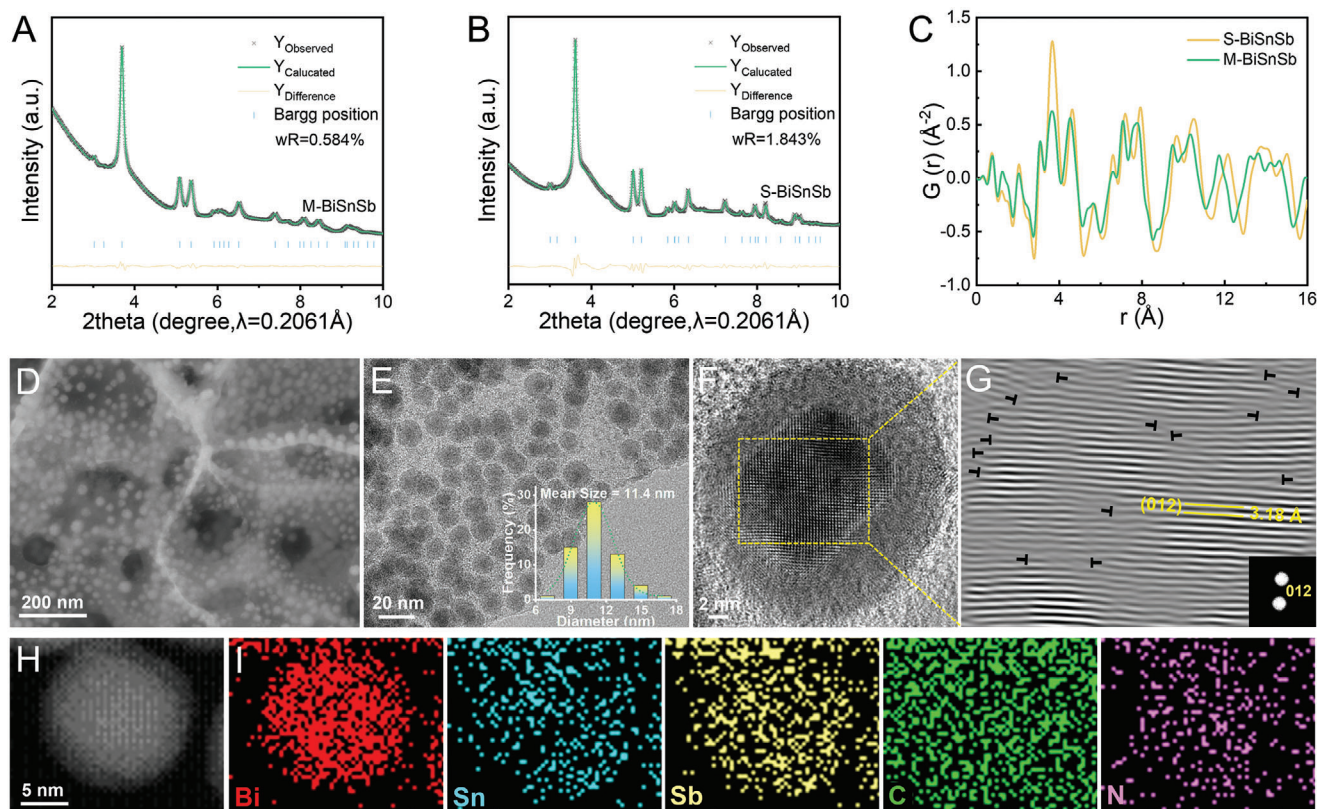 A
Intensity (a.u.)
Y_Observed
Y_Calucated
Y_Difference
Bargg position
wR=0.584%
M-BiSnSb
2 4 6 8 10
2theta (degree,λ=0.2061Å)
B
Intensity (a.u.)
Y_Observed
Y_Calucated
Y_Difference
Bargg position
wR=1.843%
S-BiSnSb
2 4 6 8 10
2theta (degree,λ=0.2061Å)
C
G (r) (Å⁻²)
S-BiSnSb
M-BiSnSb
1.5
1.0
0.5
0.0
-0.5
-1.0
0 4 8 12 16
r (Å)
D
200 nm
E
Mean Size = 11.4 nm
Frequency (%)
30
20
10
0
6 9 12 15 18
Diameter (nm)
20 nm
F
2 nm
G
(012)
3.18 Å
012
H
5 nm
I
Bi
Sn
Sb
C
N